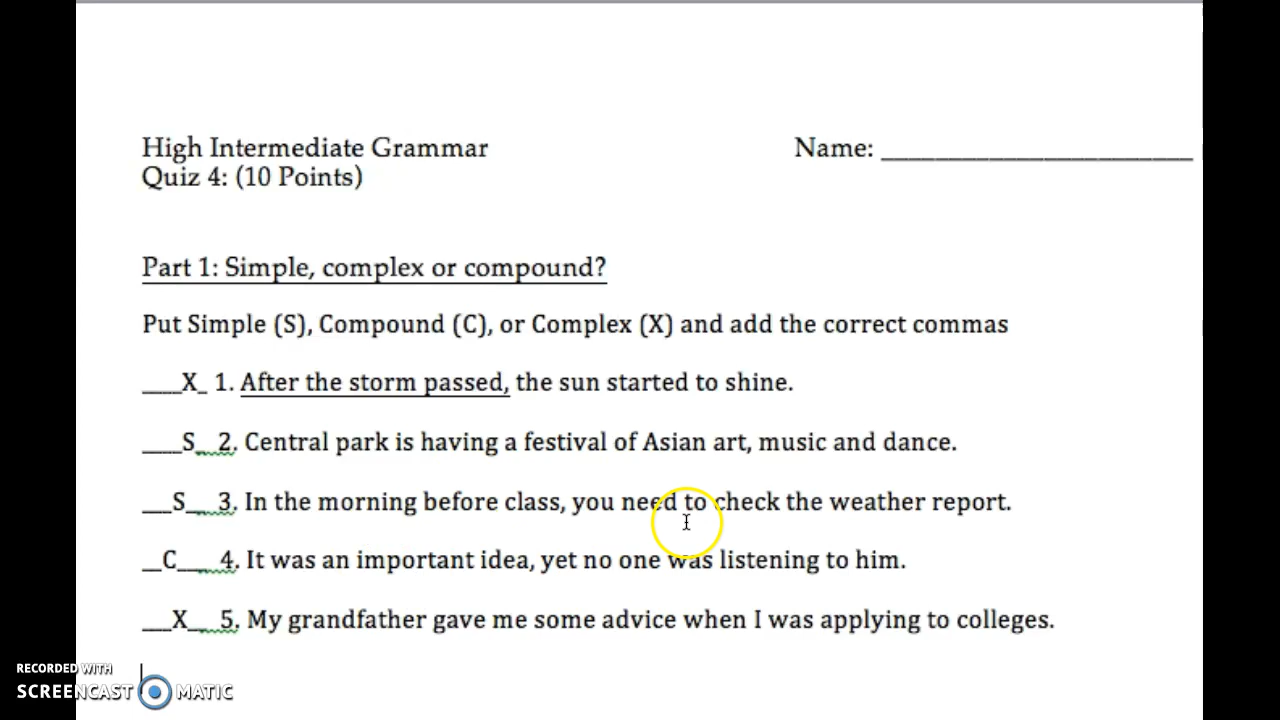 High Intermediate Grammar
Name: _______________________
Quiz 4: (10 Points)
Part 1: Simple, complex or compound?
Put Simple (S), Compound (C), or Complex (X) and add the correct commas
____X_ 1. After the storm passed, the sun started to shine.
____S__ 2. Central park is having a festival of Asian art, music and dance.
___S___ 3. In the morning before class, you need to check the weather report.
__C____ 4. It was an important idea, yet no one was listening to him.
___X___ 5. My grandfather gave me some advice when I was applying to colleges.
RECORDED WITH
SCREENCAST MATIC